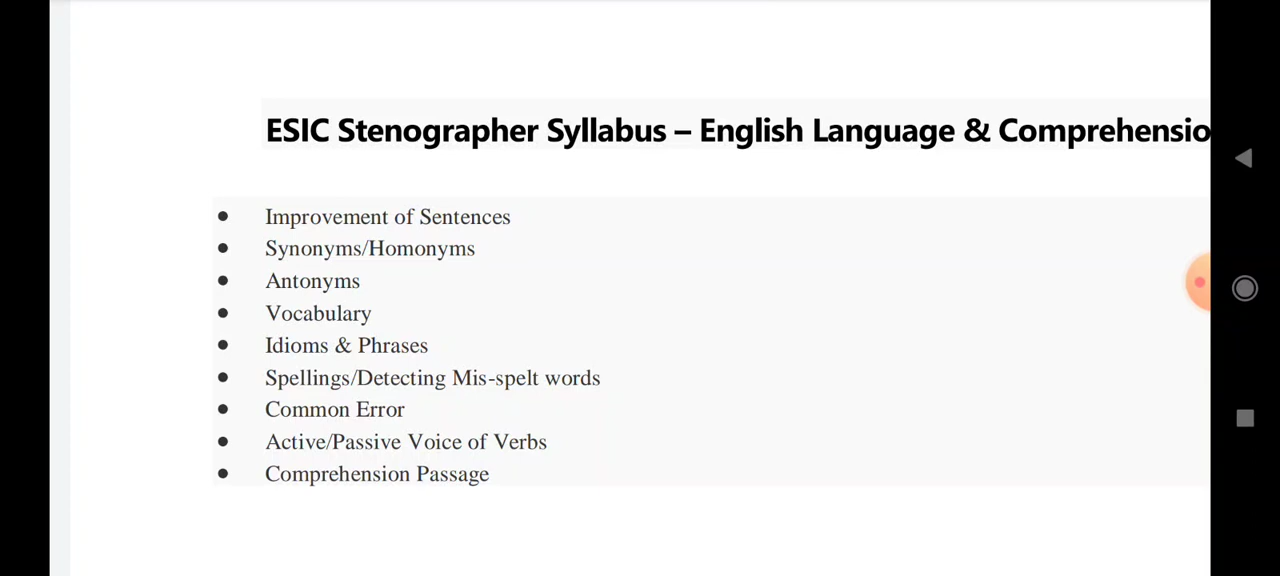 ESIC Stenographer Syllabus – English Language & Comprehensio
Improvement of Sentences
Synonyms/Homonyms
Antonyms
Vocabulary
Idioms & Phrases
Spellings/Detecting Mis-spelt words
Common Error
Active/Passive Voice of Verbs
Comprehension Passage